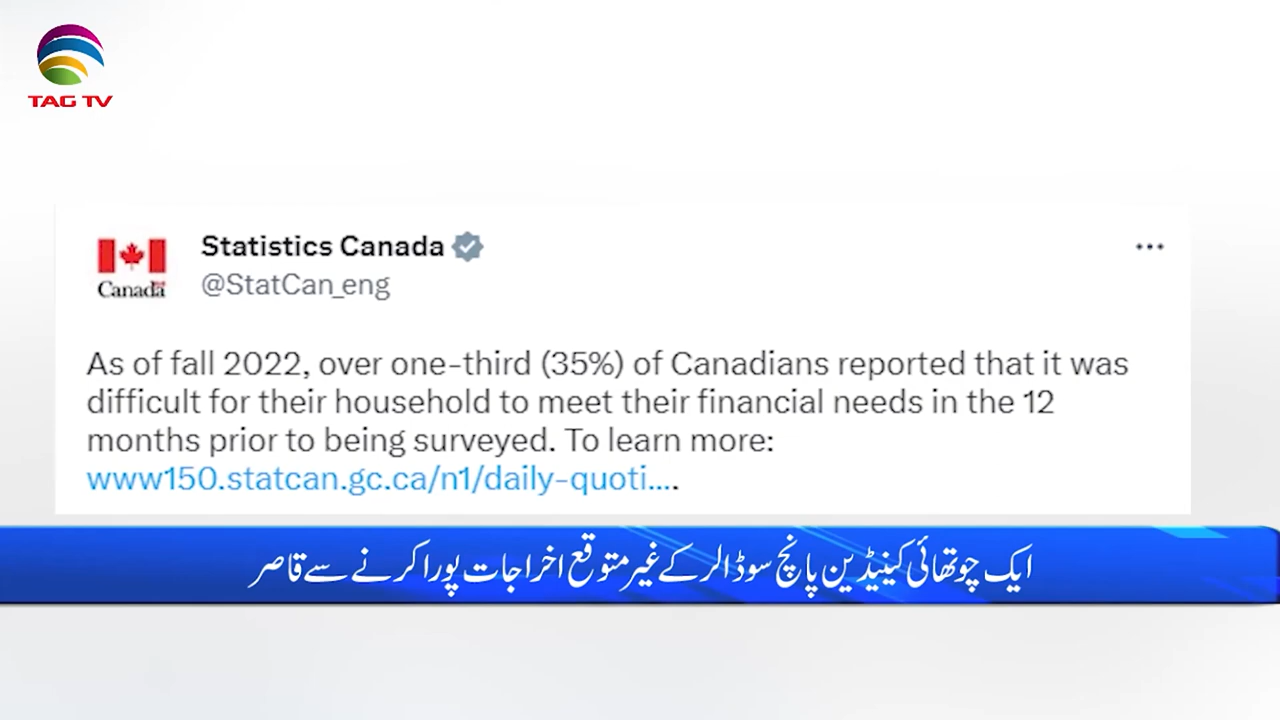 TAG TV
Statistics Canada
@StatCan_eng
Canada
As of fall 2022, over one-third (35%) of Canadians reported that it was
difficult for their household to meet their financial needs in the 12
months prior to being surveyed. To learn more:
www150.statcan.gc.ca/n1/daily-quoti....
ایک چوتھائی کینیڈین پانچ سو ڈالر کے غیر متوقع اخراجات پورا کرنے سے قاصر